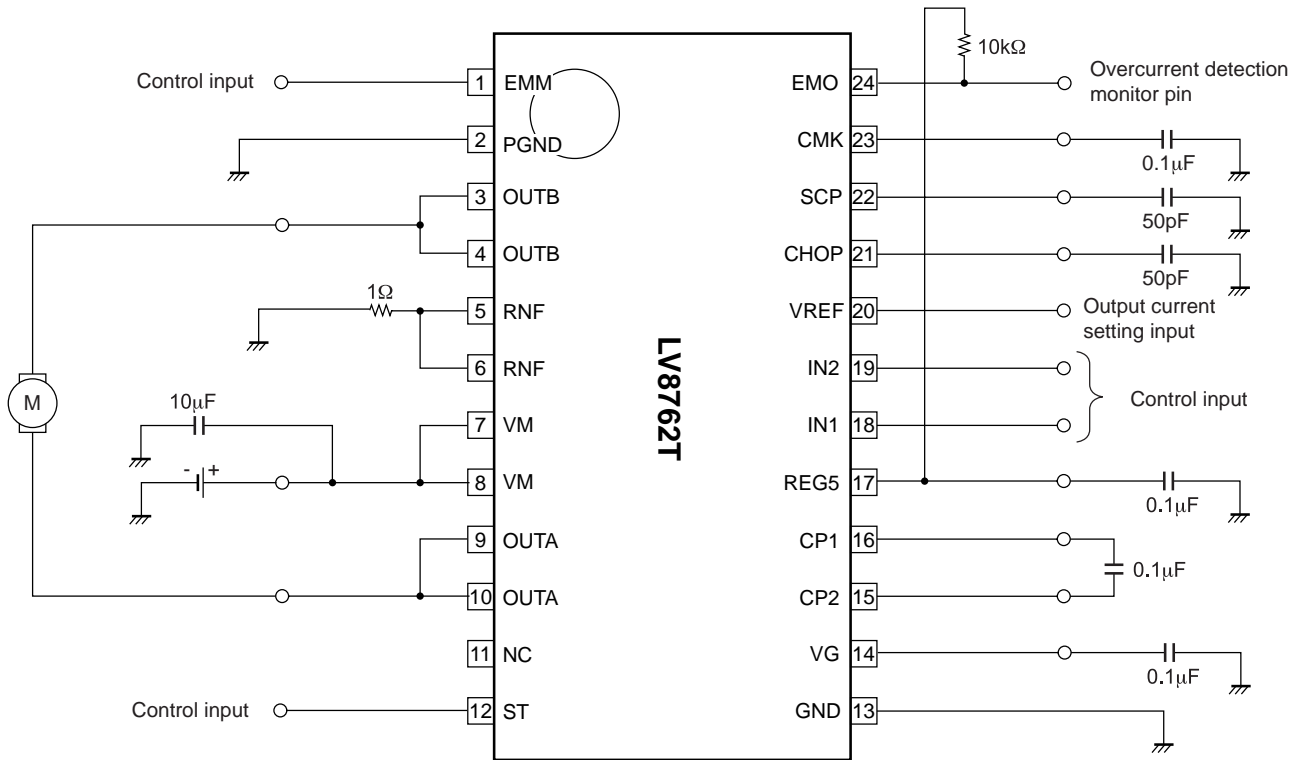 10kΩ
Control input
1 EMM
EMO 24
Overcurrent detection
monitor pin
2 PGND
CMK 23
0.1μF
3 OUTB
SCP 22
50pF
4 OUTB
CHOP 21
50pF
1Ω
5 RNF
VREF 20
Output current
setting input
6 RNF
IN2 19
LV8762T
M
10μF
Control input
7 VM
IN1 18
- +
8 VM
REG5 17
0.1μF
9 OUTA
CP1 16
0.1μF
10 OUTA
CP2 15
11 NC
VG 14
0.1μF
Control input
12 ST
GND 13